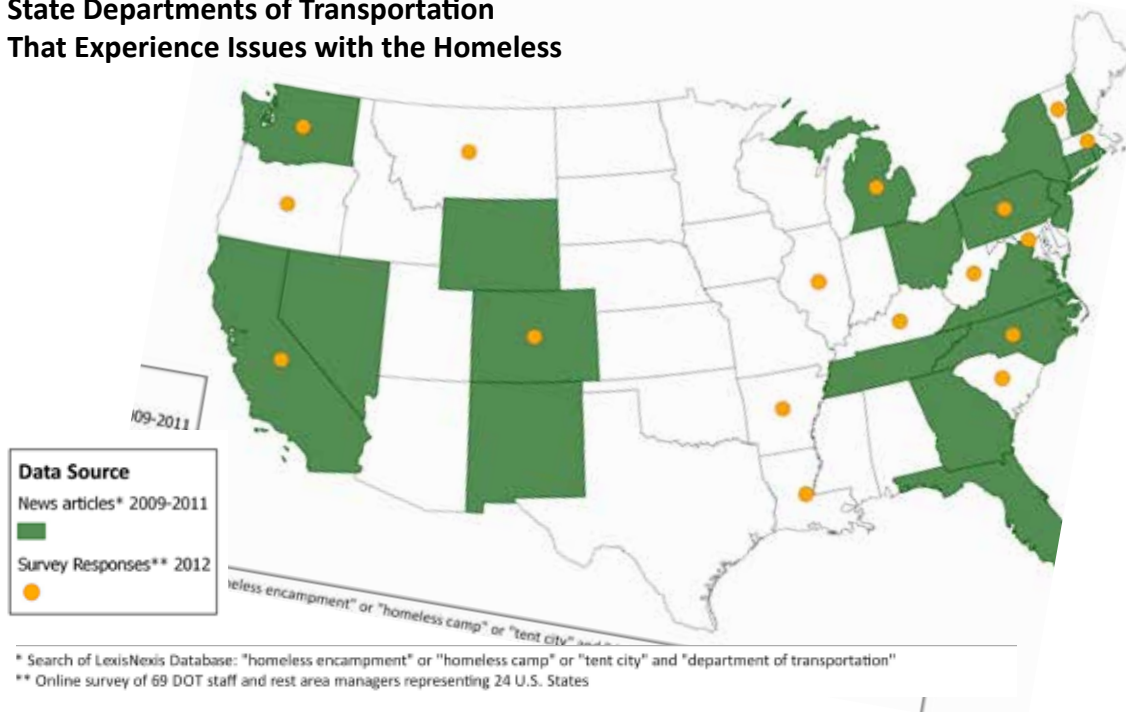 State Departments of Transportation
That Experience Issues with the Homeless
09-2011
Data Source
News articles* 2009-2011
Survey Responses** 2012
eless encampment" or "homeless camp" or "tent city"
* Search of LexisNexis Database: "homeless encampment" or "homeless camp" or "tent city" and "department of transportation"
** Online survey of 69 DOT staff and rest area managers representing 24 U.S. States